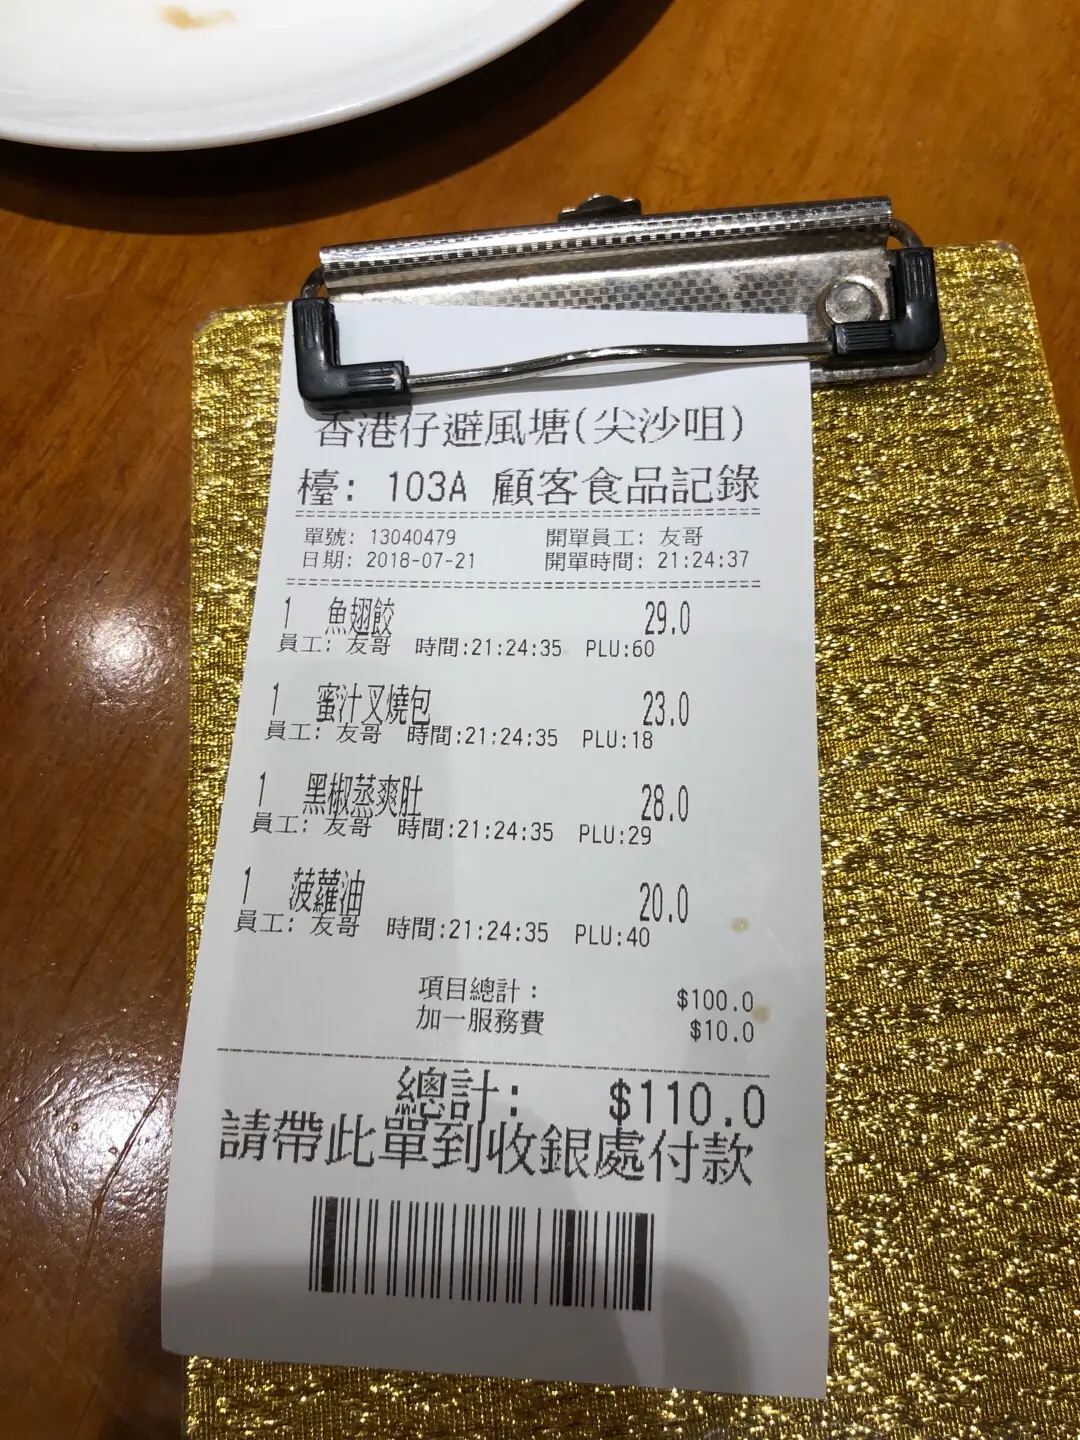 香港仔避風塘(尖沙咀)
檯: 103A 顧客食品記錄
單號: 13040479 開單員工: 友哥
日期: 2018-07-21 開單時間: 21:24:37
1 魚翅餃 29.0
員工: 友哥 時間:21:24:35 PLU:60
1 蜜汁叉燒包 23.0
員工: 友哥 時間:21:24:35 PLU:18
1 黑椒蒸爽肚 28.0
員工: 友哥 時間:21:24:35 PLU:29
1 菠蘿油 20.0
員工: 友哥 時間:21:24:35 PLU:40
項目總計: $100.0
加一服務費 $10.0
總計: $110.0
請帶此單到收銀處付款